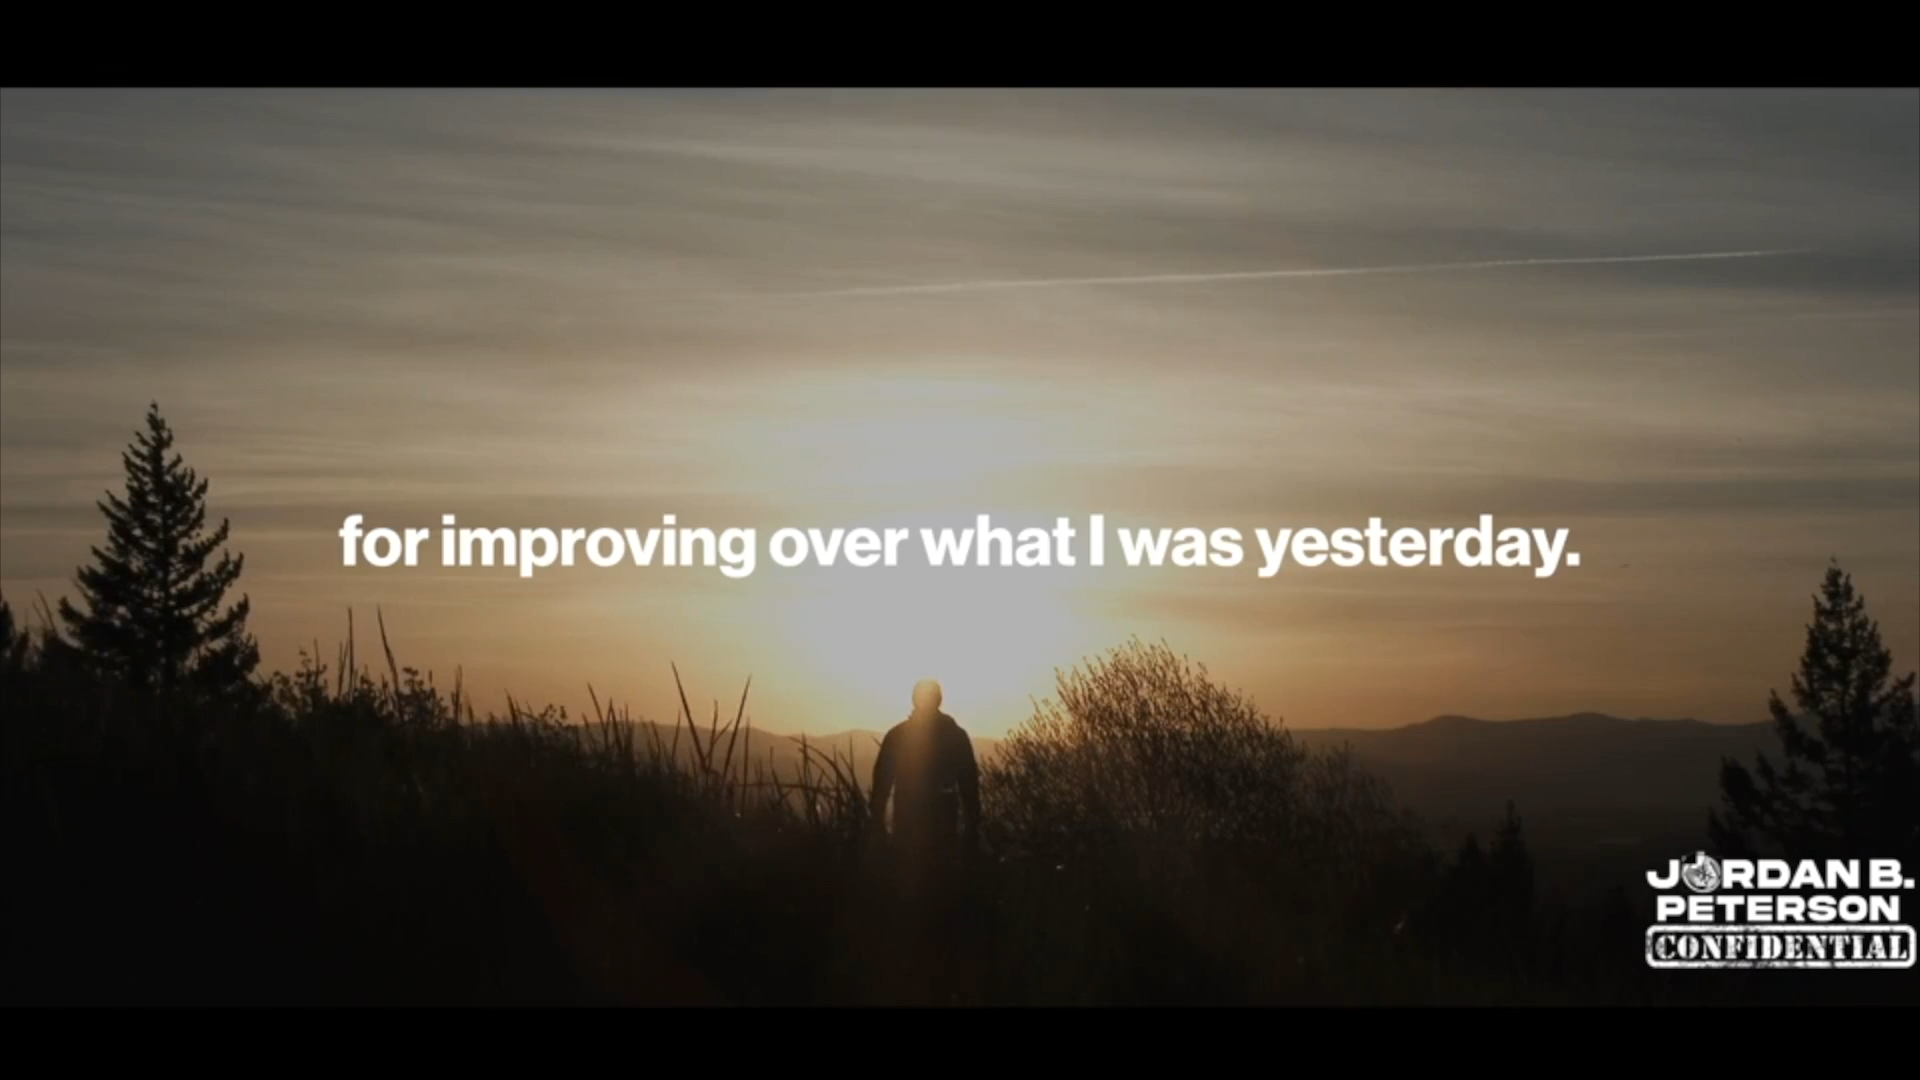 for improving over what I was yesterday.
JORDAN B.
PETERSON
CONFIDENTIAL